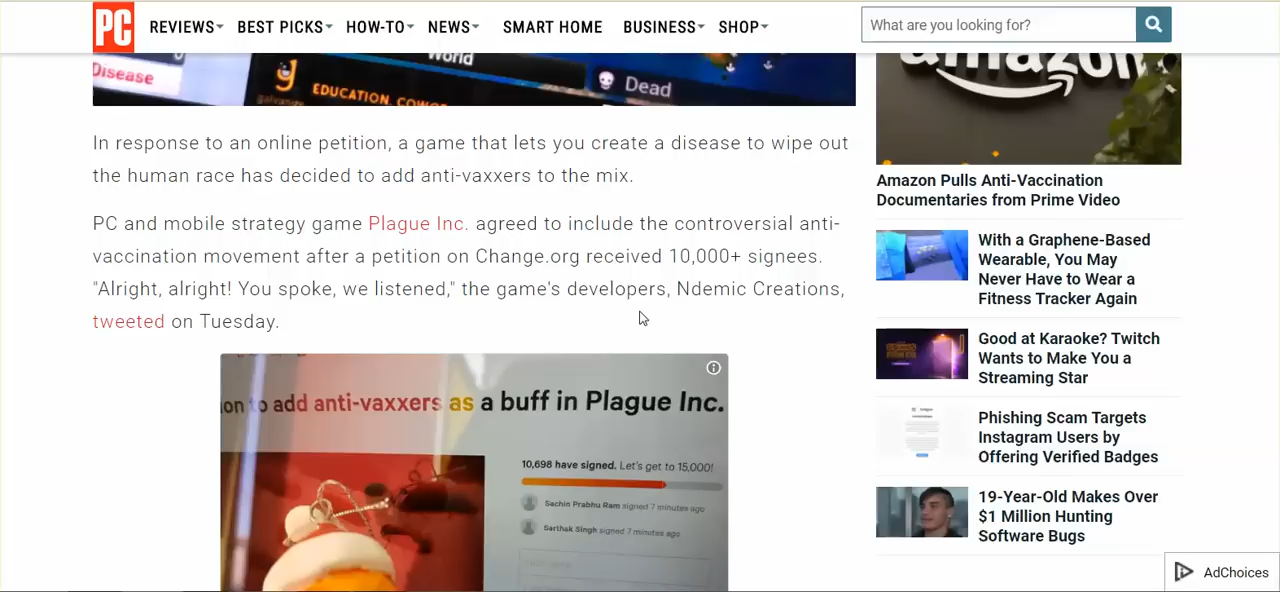 PC
REVIEWS BEST PICKS HOW-TO NEWS SMART HOME BUSINESS SHOP
What are you looking for?
World
Disease
Dead
EDUCATION
In response to an online petition, a game that lets you create a disease to wipe out
the human race has decided to add anti-vaxxers to the mix.
PC and mobile strategy game Plague Inc. agreed to include the controversial anti-
vaccination movement after a petition on Change.org received 10,000+ signees.
"Alright, alright! You spoke, we listened," the game's developers, Ndemic Creations,
tweeted on Tuesday.
to add anti-vaxxers as a buff in Plague Inc.
10,698 have signed. Let's get to 15,000!
Sachin Prabhu Ram signed 7 minutes ago
Sarthak Singh signed 7 minutes ago
amazon
Amazon Pulls Anti-Vaccination
Documentaries from Prime Video
With a Graphene-Based
Wearable, You May
Never Have to Wear a
Fitness Tracker Again
Good at Karaoke? Twitch
Wants to Make You a
Streaming Star
Phishing Scam Targets
Instagram Users by
Offering Verified Badges
19-Year-Old Makes Over
$1 Million Hunting
Software Bugs
AdChoices